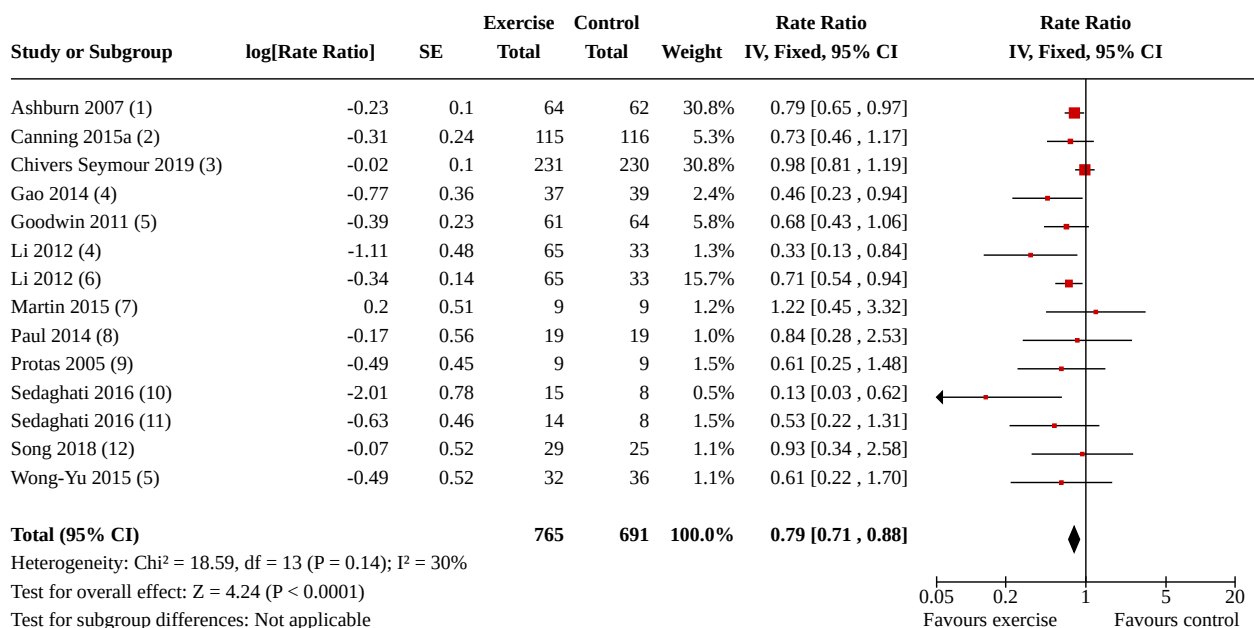 Exercise Control Rate Ratio Rate Ratio
Study or Subgroup log[Rate Ratio] SE Total Total Weight IV, Fixed, 95% CI IV, Fixed, 95% CI
Ashburn 2007 (1) -0.23 0.1 64 62 30.8% 0.79 [0.65 , 0.97]
Canning 2015a (2) -0.31 0.24 115 116 5.3% 0.73 [0.46 , 1.17]
Chivers Seymour 2019 (3) -0.02 0.1 231 230 30.8% 0.98 [0.81 , 1.19]
Gao 2014 (4) -0.77 0.36 37 39 2.4% 0.46 [0.23 , 0.94]
Goodwin 2011 (5) -0.39 0.23 61 64 5.8% 0.68 [0.43 , 1.06]
Li 2012 (4) -1.11 0.48 65 33 1.3% 0.33 [0.13 , 0.84]
Li 2012 (6) -0.34 0.14 65 33 15.7% 0.71 [0.54 , 0.94]
Martin 2015 (7) 0.2 0.51 9 9 1.2% 1.22 [0.45 , 3.32]
Paul 2014 (8) -0.17 0.56 19 19 1.0% 0.84 [0.28 , 2.53]
Protas 2005 (9) -0.49 0.45 9 9 1.5% 0.61 [0.25 , 1.48]
Sedaghati 2016 (10) -2.01 0.78 15 8 0.5% 0.13 [0.03 , 0.62]
Sedaghati 2016 (11) -0.63 0.46 14 8 1.5% 0.53 [0.22 , 1.31]
Song 2018 (12) -0.07 0.52 29 25 1.1% 0.93 [0.34 , 2.58]
Wong-Yu 2015 (5) -0.49 0.52 32 36 1.1% 0.61 [0.22 , 1.70]
Total (95% CI) 765 691 100.0% 0.79 [0.71 , 0.88]
Heterogeneity: Chi² = 18.59, df = 13 (P = 0.14); I² = 30%
Test for overall effect: Z = 4.24 (P < 0.0001) 0.05 0.2 1 5 20
Test for subgroup differences: Not applicable Favours exercise Favours control